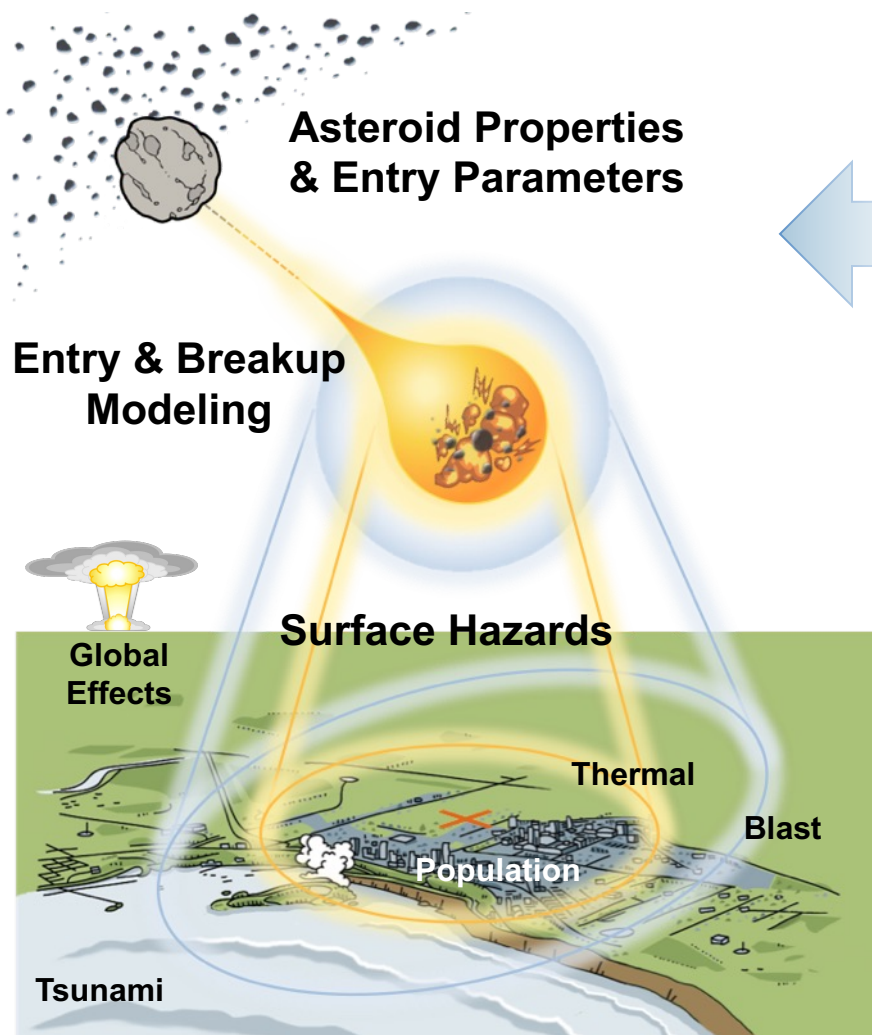 Asteroid Properties
& Entry Parameters
Entry & Breakup
Modeling
Surface Hazards
Global
Effects
Thermal
Blast
Population
Tsunami